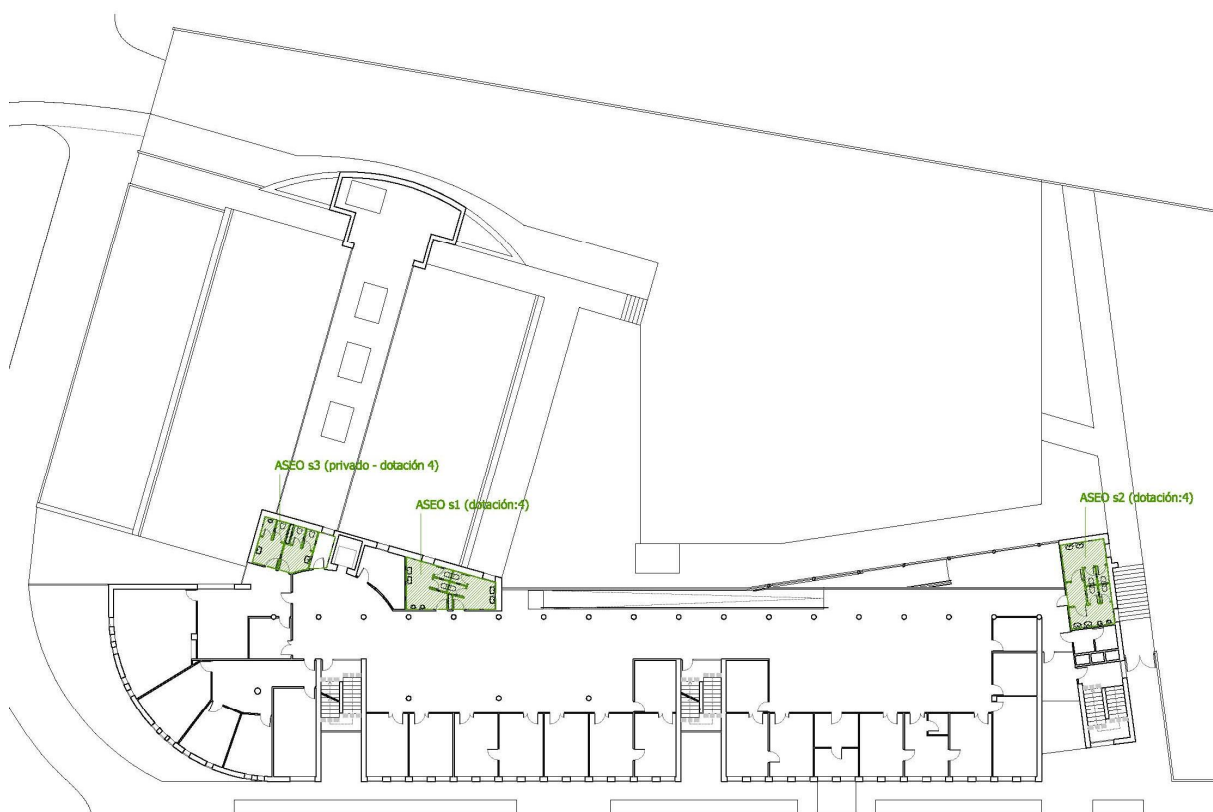 ASEO s3 (privado - dotación 4)
ASEO s1 (dotación:4)
ASEO s2 (dotación:4)